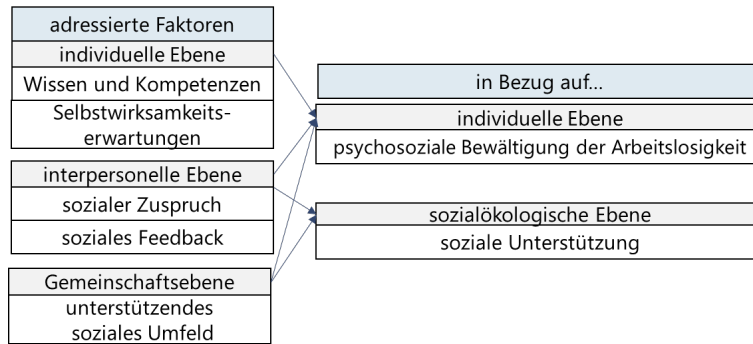 adressierte Faktoren
individuelle Ebene
Wissen und Kompetenzen
Selbstwirksamkeits-
erwartungen
interpersonelle Ebene
sozialer Zuspruch
soziales Feedback
Gemeinschaftsebene
unterstützendes
soziales Umfeld
in Bezug auf...
individuelle Ebene
psychosoziale Bewältigung der Arbeitslosigkeit
sozialökologische Ebene
soziale Unterstützung